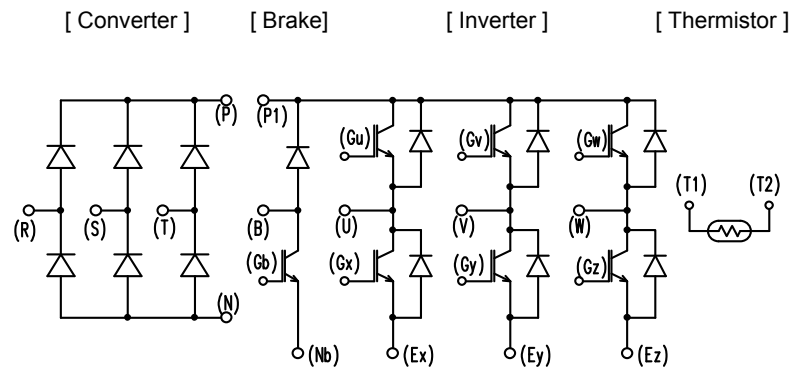 [ Converter ] [ Brake] [ Inverter ] [ Thermistor ]
(P) (P1)
(Gu) (Gv) (Gw)
(T1) (T2)
(R) (S) (T) (B) (U) (V) (W)
(Gb) (Gx) (Gy) (Gz)
(N)
(Nb) (Ex) (Ey) (Ez)